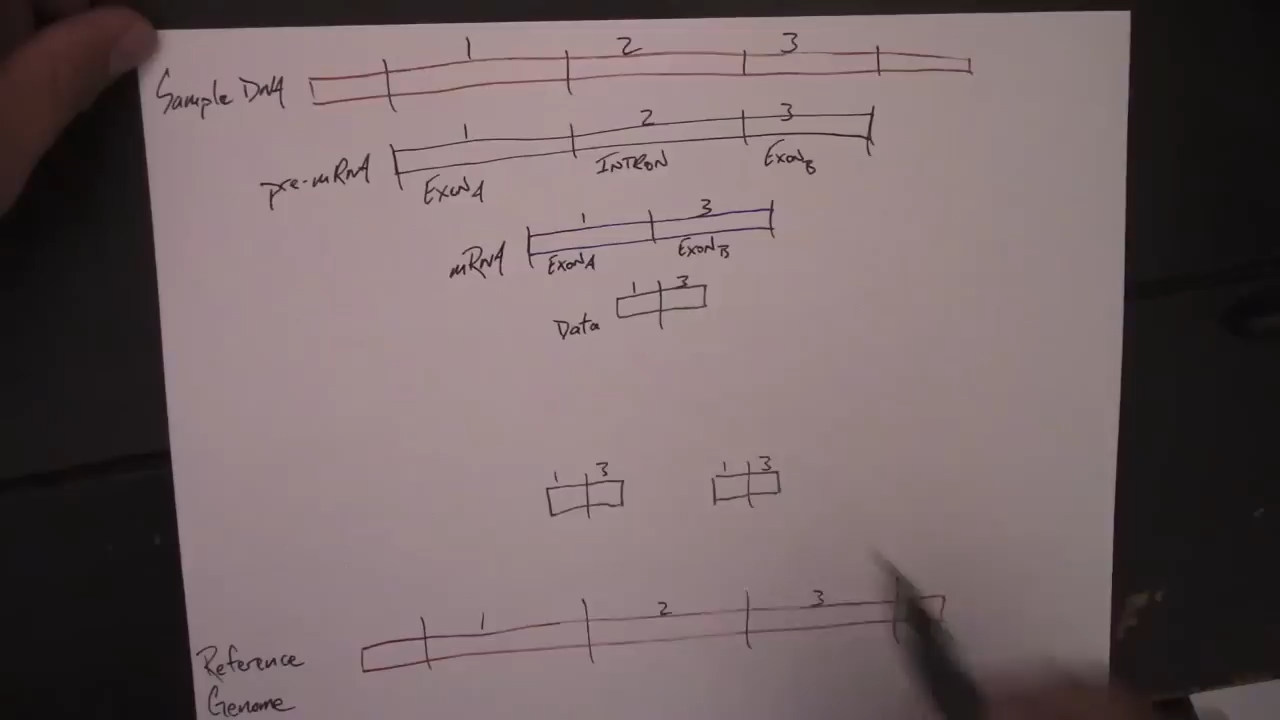 1 2 3
Sample DNA
1 2 3
pre-mRNA
Exon A INTRON Exon B
1 3
mRNA
Exon A Exon B
1 3
Data
1 3 1 3
1 2 3
Reference
Genome